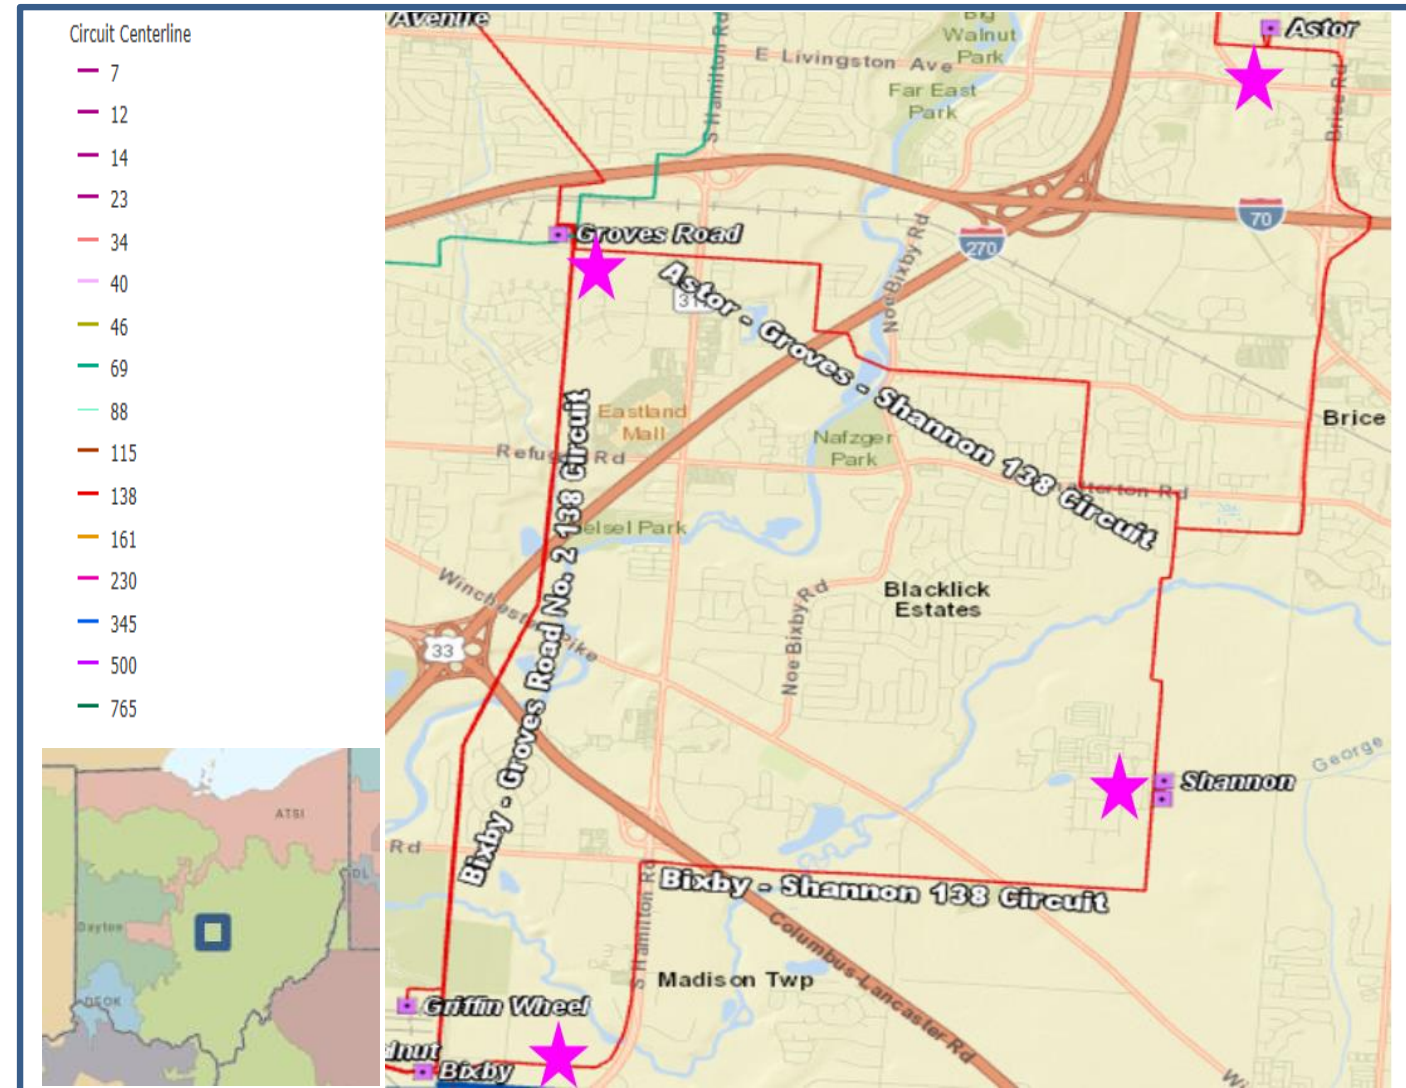 Circuit Centerline
7
12
14
23
34
40
46
69
88
115
138
161
230
345
500
765
ATSI
Dayton
DEOK
DL
Avenue
S Hamilton Rd
E Livingston Ave
Big
Walnut
Park
Far East
Park
Astor
Brice Rd
Groves Road
70
270
Noe Bixby Rd
Astor - Groves - Shannon 138 Circuit
Eastland
Mall
Refugee Rd
Nafzger
Park
Brice
Bixby - Groves Road No. 2 138 Circuit
elsel Park
Winchester Pike
33
Noe Bixby Rd
Blacklick
Estates
Shannon
George
Rd
Bixby - Shannon 138 Circuit
S Hamilton Rd
Columbus-Lancaster Rd
Madison Twp
Griffin Wheel
lnut
Bixby